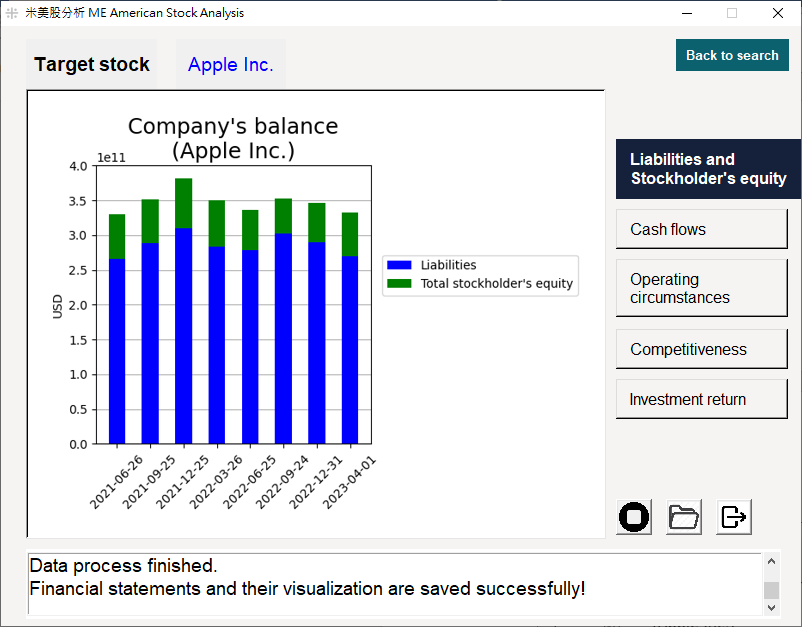 米美股分析 ME American Stock Analysis
Target stock
Apple Inc.
Back to search
Company's balance
(Apple Inc.)
1e11
4.0
3.5
3.0
2.5
2.0
1.5
1.0
0.5
0.0
USD
2021-06-26
2021-09-25
2021-12-25
2022-03-26
2022-06-25
2022-09-24
2022-12-31
2023-04-01
Liabilities
Total stockholder's equity
Liabilities and
Stockholder's equity
Cash flows
Operating
circumstances
Competitiveness
Investment return
Data process finished.
Financial statements and their visualization are saved successfully!